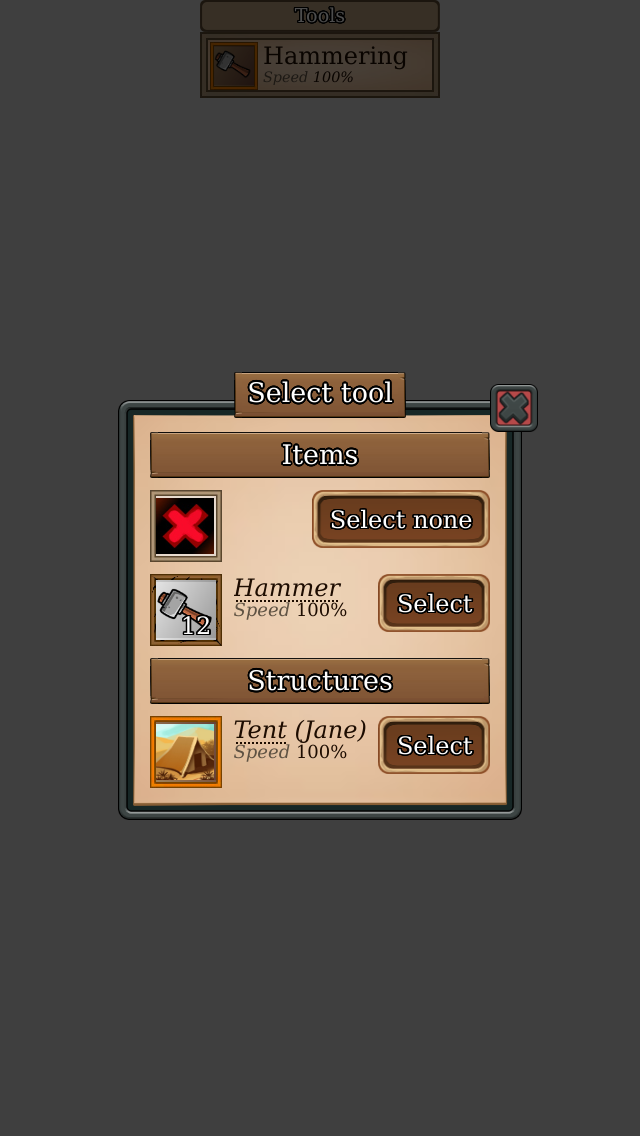 Tools
Hammering
Speed 100%
Select tool
Items
Select none
Hammer
Speed 100%
12
Select
Structures
Tent (Jane)
Speed 100%
Select